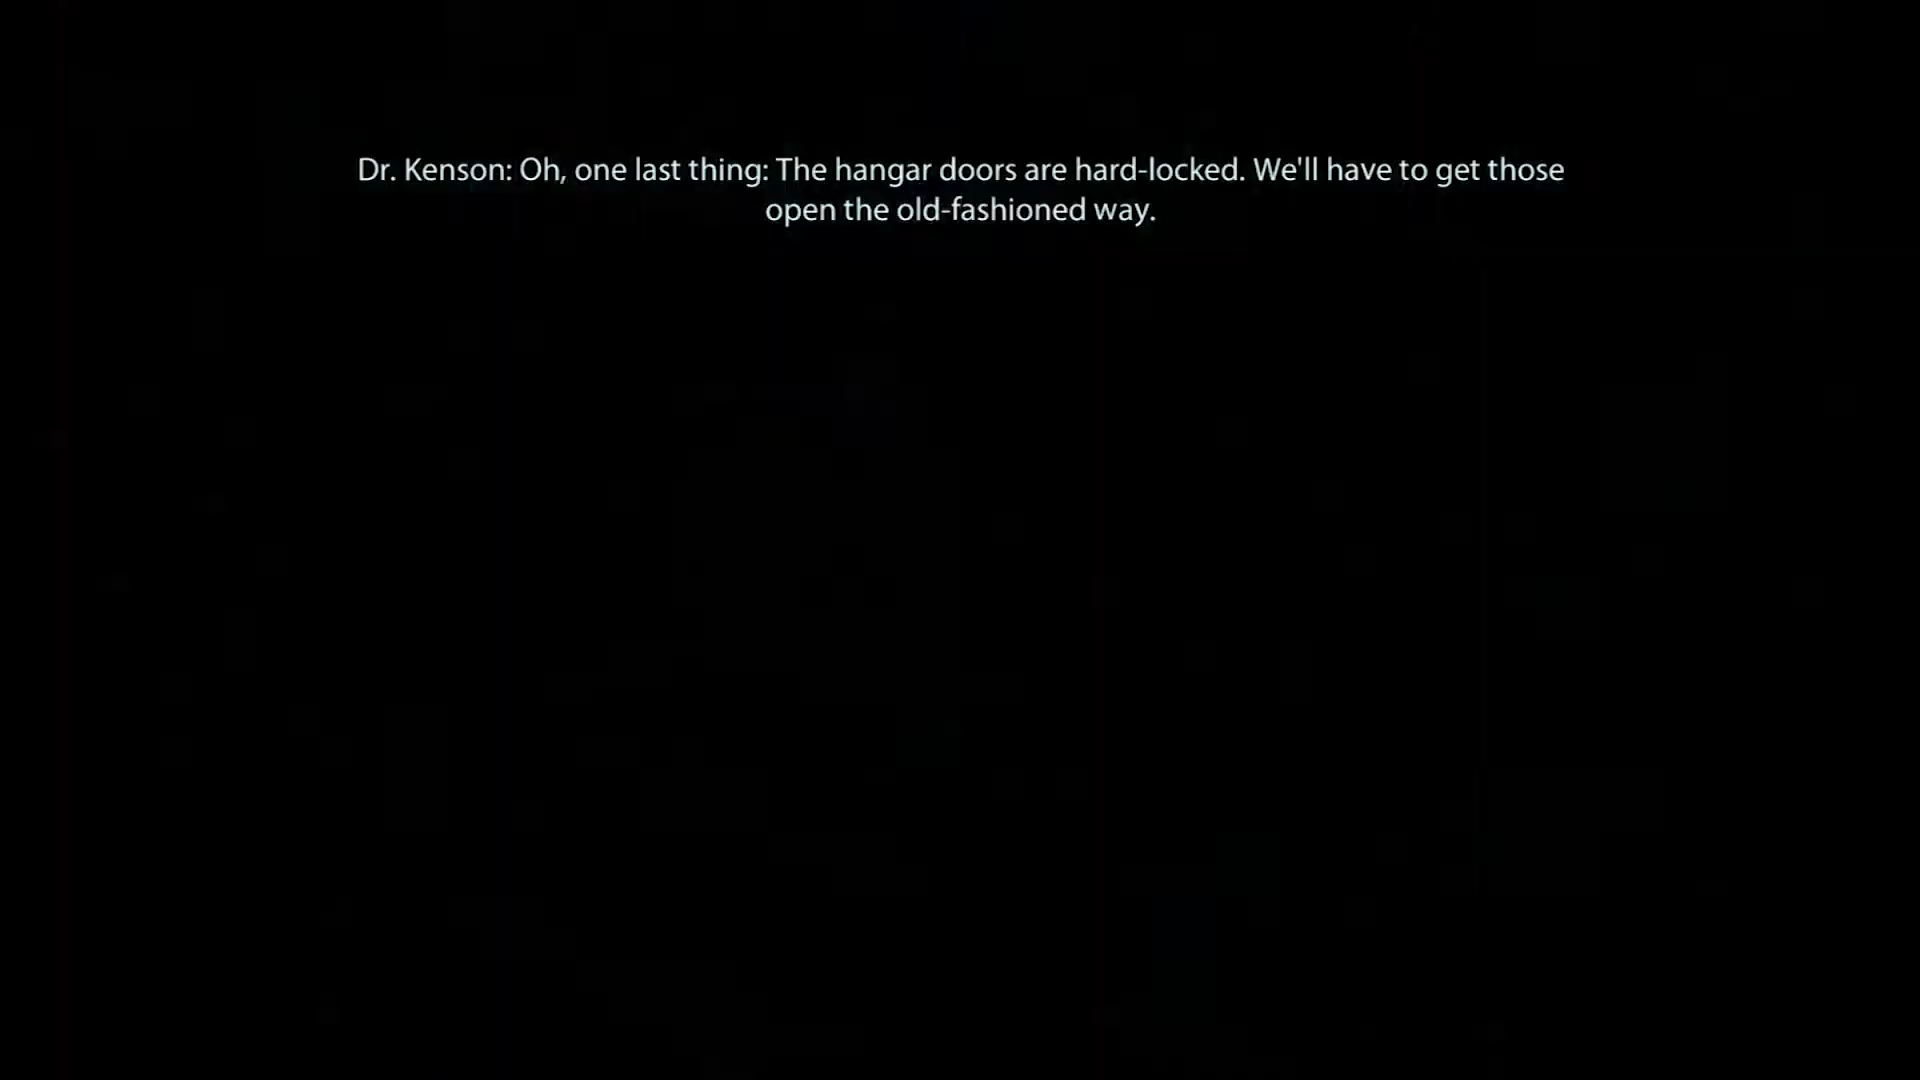 Dr. Kenson: Oh, one last thing: The hangar doors are hard-locked. We'll have to get those
open the old-fashioned way.